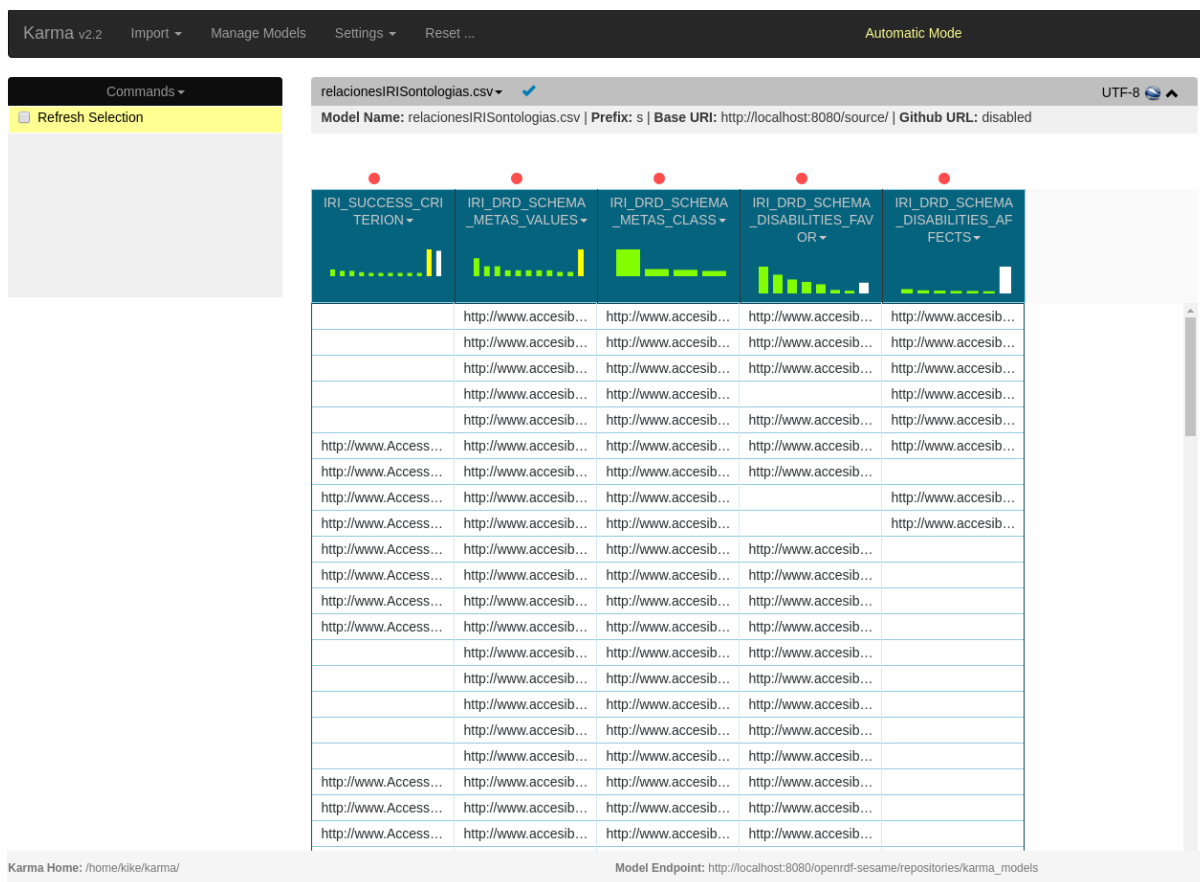 Karma v2.2 Import Manage Models Settings Reset ... Automatic Mode
Commands
Refresh Selection
relacionesIRISontologias.csv UTF-8
Model Name: relacionesIRISontologias.csv | Prefix: s | Base URI: http://localhost:8080/source/ | Github URL: disabled
IRI_SUCCESS_CRI
TERION
IRI_DRD_SCHEMA
_METAS_VALUES
IRI_DRD_SCHEMA
_METAS_CLASS
IRI_DRD_SCHEMA
_DISABILITIES_FAV
OR
IRI_DRD_SCHEMA
_DISABILITIES_AF
FECTS
http://www.accesib... http://www.accesib... http://www.accesib... http://www.accesib...
http://www.accesib... http://www.accesib... http://www.accesib... http://www.accesib...
http://www.accesib... http://www.accesib... http://www.accesib... http://www.accesib...
http://www.accesib... http://www.accesib... http://www.accesib...
http://www.accesib... http://www.accesib... http://www.accesib... http://www.accesib...
http://www.Access... http://www.accesib... http://www.accesib... http://www.accesib... http://www.accesib...
http://www.Access... http://www.accesib... http://www.accesib... http://www.accesib...
http://www.Access... http://www.accesib... http://www.accesib... http://www.accesib...
http://www.Access... http://www.accesib... http://www.accesib... http://www.accesib...
http://www.Access... http://www.accesib... http://www.accesib... http://www.accesib...
http://www.Access... http://www.accesib... http://www.accesib... http://www.accesib...
http://www.Access... http://www.accesib... http://www.accesib... http://www.accesib...
http://www.Access... http://www.accesib... http://www.accesib... http://www.accesib...
http://www.accesib... http://www.accesib... http://www.accesib...
http://www.accesib... http://www.accesib... http://www.accesib...
http://www.accesib... http://www.accesib... http://www.accesib...
http://www.accesib... http://www.accesib... http://www.accesib...
http://www.accesib... http://www.accesib... http://www.accesib...
http://www.Access... http://www.accesib... http://www.accesib... http://www.accesib...
http://www.Access... http://www.accesib... http://www.accesib... http://www.accesib...
http://www.Access... http://www.accesib... http://www.accesib... http://www.accesib...
Karma Home: /home/kike/karma/ Model Endpoint: http://localhost:8080/openrdf-sesame/repositories/karma_models